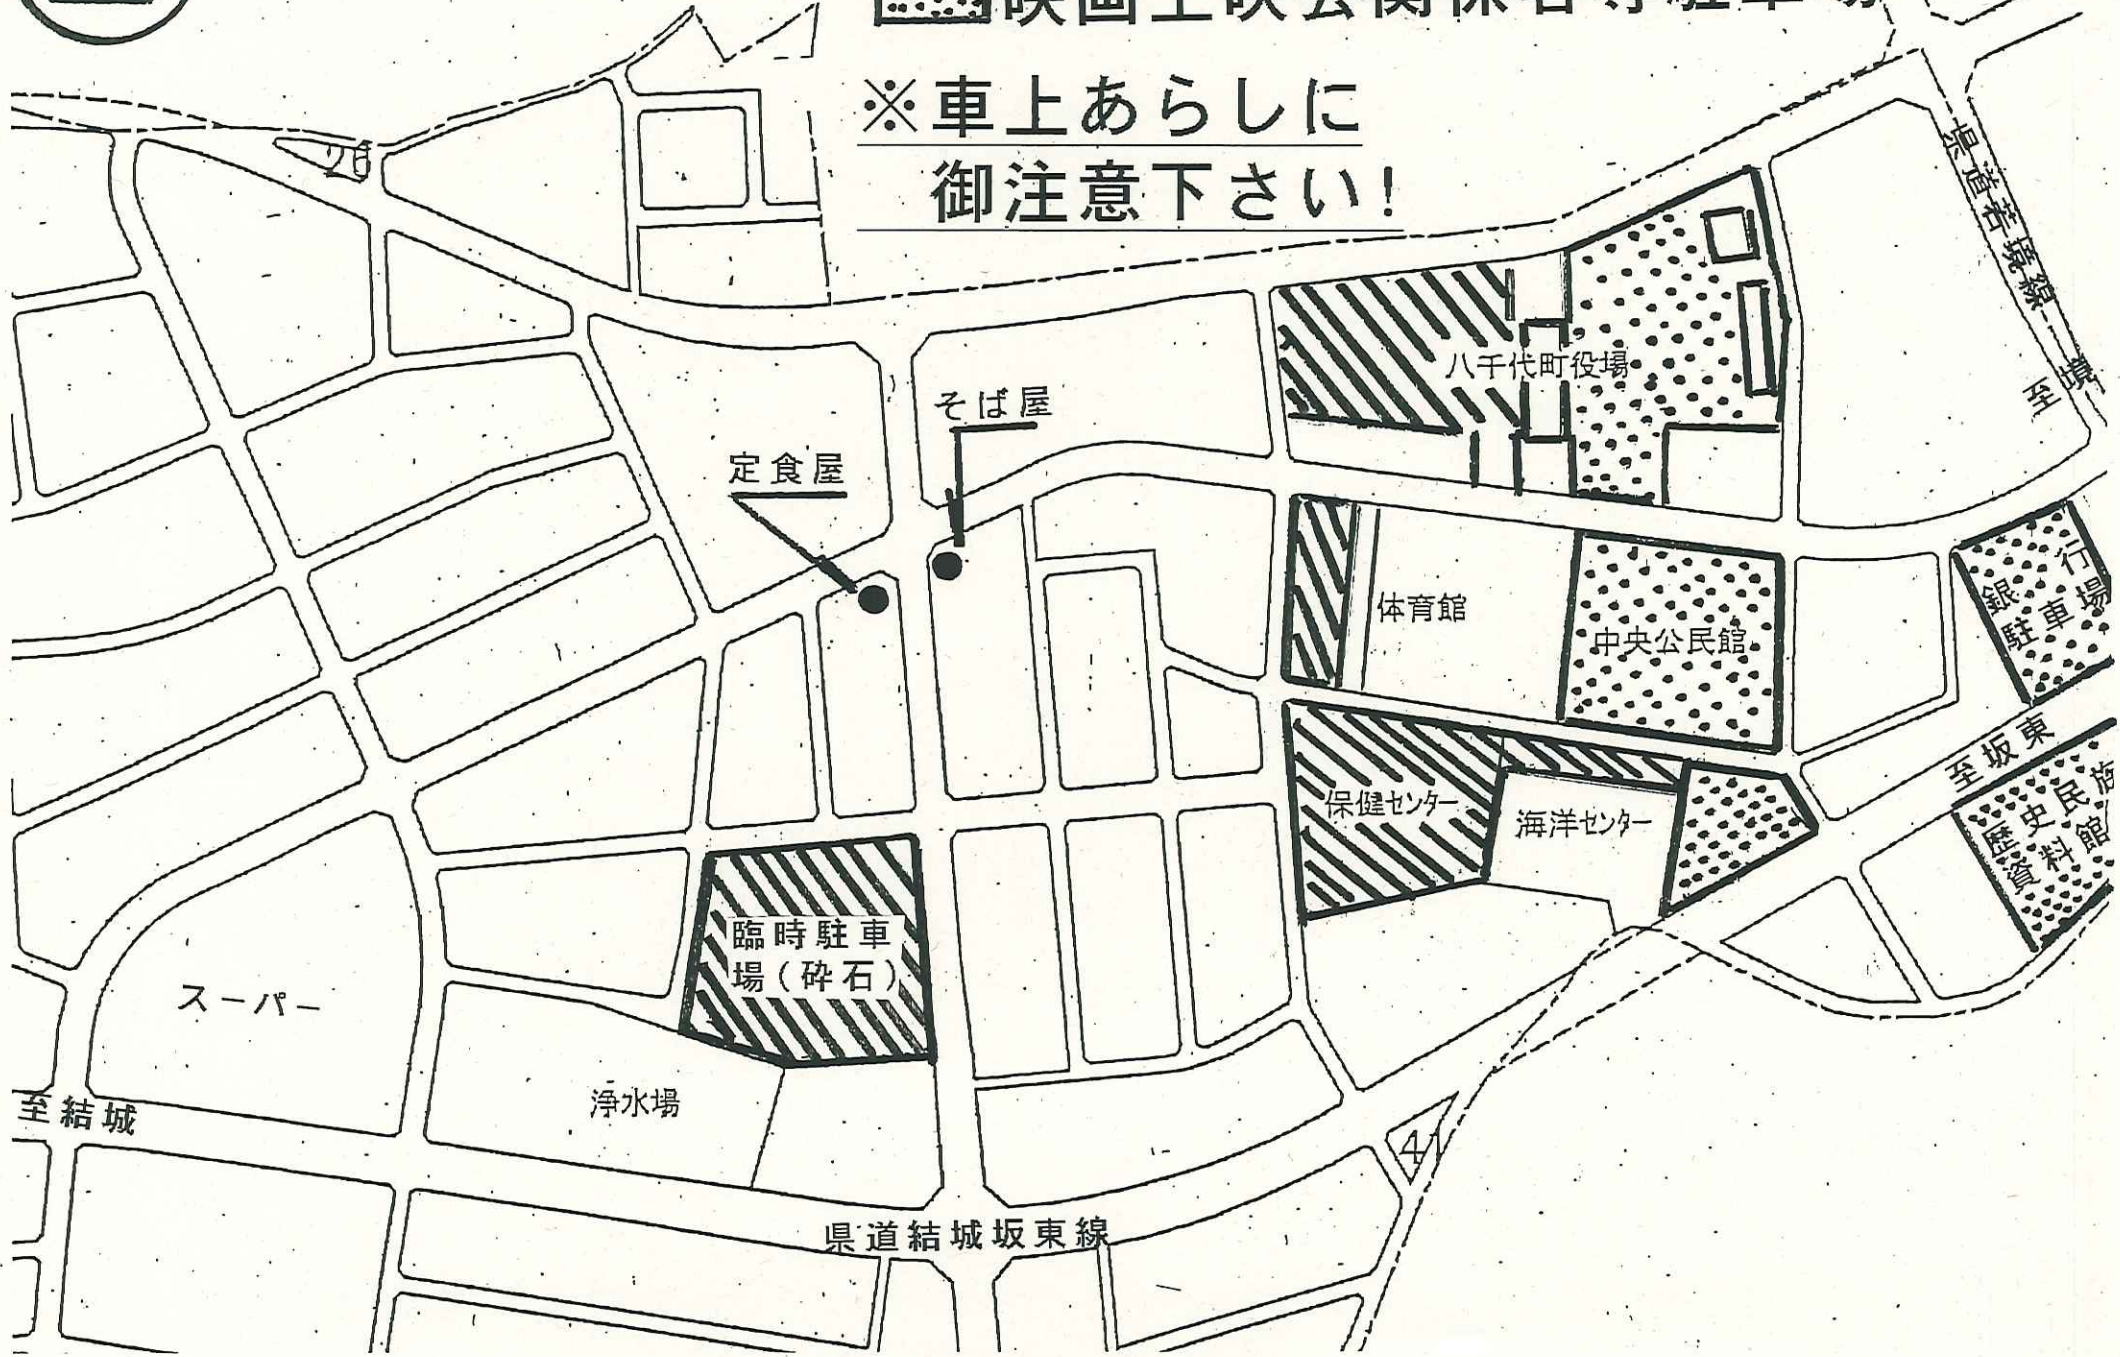 映画上映会関係者等駐車場
※車上あらしに
御注意下さい!
26
県道若境線
至境
八千代町役場
そば屋
定食屋
体育館
中央公民館
銀行
駐車場
至坂東
保健センター
海洋センター
歴史民
資料館
臨時駐車
場(砕石)
スーパー
浄水場
至結城
41
県道結城坂東線